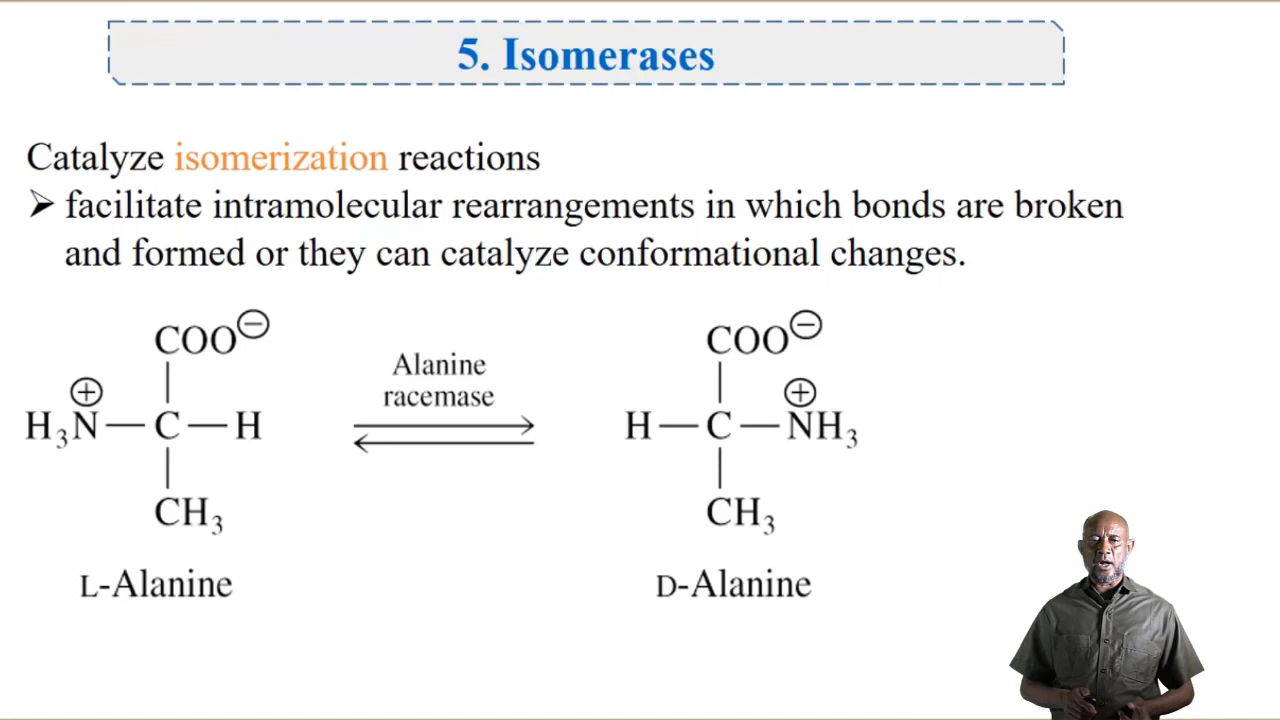 5. Isomerases
Catalyze isomerization reactions
➢ facilitate intramolecular rearrangements in which bonds are broken
and formed or they can catalyze conformational changes.
COO⊖
⊕
H₃N—C—H
CH₃
L-Alanine
Alanine
racemase
COO⊖
⊕
H—C—NH₃
CH₃
D-Alanine